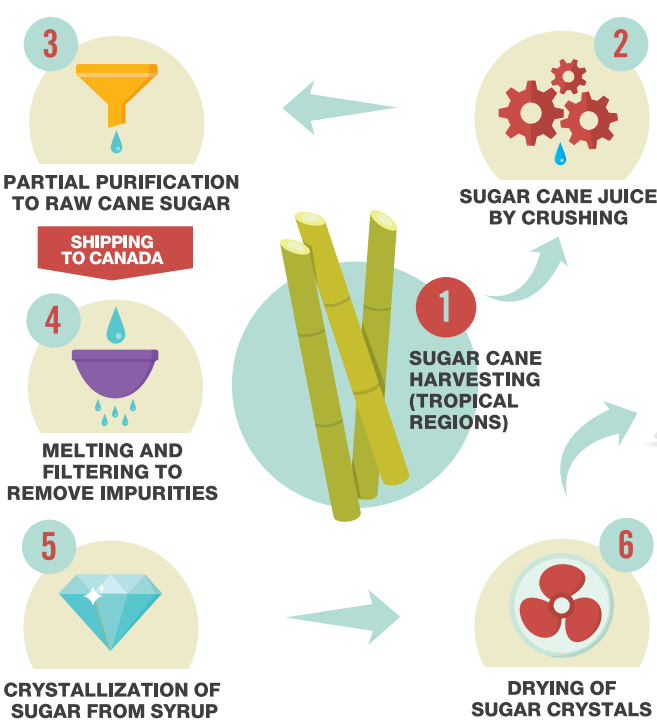 1
SUGAR CANE
HARVESTING
(TROPICAL
REGIONS)
2
SUGAR CANE JUICE
BY CRUSHING
3
PARTIAL PURIFICATION
TO RAW CANE SUGAR
SHIPPING
TO CANADA
4
MELTING AND
FILTERING TO
REMOVE IMPURITIES
5
CRYSTALLIZATION OF
SUGAR FROM SYRUP
6
DRYING OF
SUGAR CRYSTALS